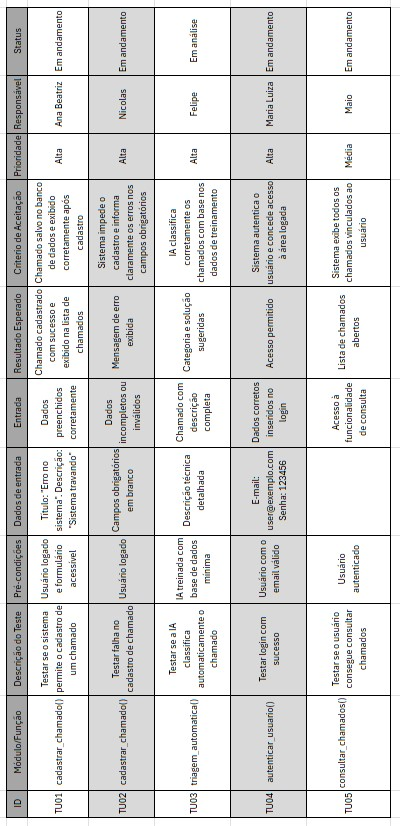 ID
Módulo/Função
Descrição do Teste
Pré-condições
Dados de entrada
Entrada
Resultado Esperado
Criterio de Aceitação
Prioridade
Responsável
Status
TU01
cadastrar_chamado()
Testar se o sistema
permite o cadastro de
um chamado
Usuário logado
e formulário
acessível
Título: "Erro no
sistema", Descrição:
"Sistema travando"
Dados
preenchidos
corretamente
Chamado cadastrado
com sucesso e
exibido na lista de
chamados
Chamado salvo no banco
de dados e exibido
corretamente após
cadastro
Alta
Ana Beatriz
Em andamento
TU02
cadastrar_chamado()
Testar falha no
cadastro de chamado
Usuário logado
Campos obrigatórios
em branco
Dados
incompletos ou
inválidos
Mensagem de erro
exibida
Sistema impede o
cadastro e informa
claramente os erros nos
campos obrigatórios
Alta
Nicolas
Em andamento
TU03
triagem_automatica()
Testar se a IA
classifica
automaticamente o
chamado
IA treinada com
base de dados
mínima
Descrição técnica
detalhada
Chamado com
descrição
completa
Categoria e solução
sugeridas
IA classifica
corretamente os
chamados com base nos
dados de treinamento
Alta
Felipe
Em análise
TU04
autenticar_usuario()
Testar login com
sucesso
Usuário com o
email válido
E-mail:
user@exemplo.com
Senha: 123456
Dados corretos
inseridos no
login
Acesso permitido
Sistema autentica o
usuário e concede acesso
à área logada
Alta
Maria Luiza
Em andamento
TU05
consultar_chamados()
Testar se o usuário
consegue consultar
chamados
Usuário
autenticado
Acesso à
funcionalidade
de consulta
Lista de chamados
abertos
Sistema exibe todos os
chamados vinculados ao
usuário
Média
Maio
Em andamento